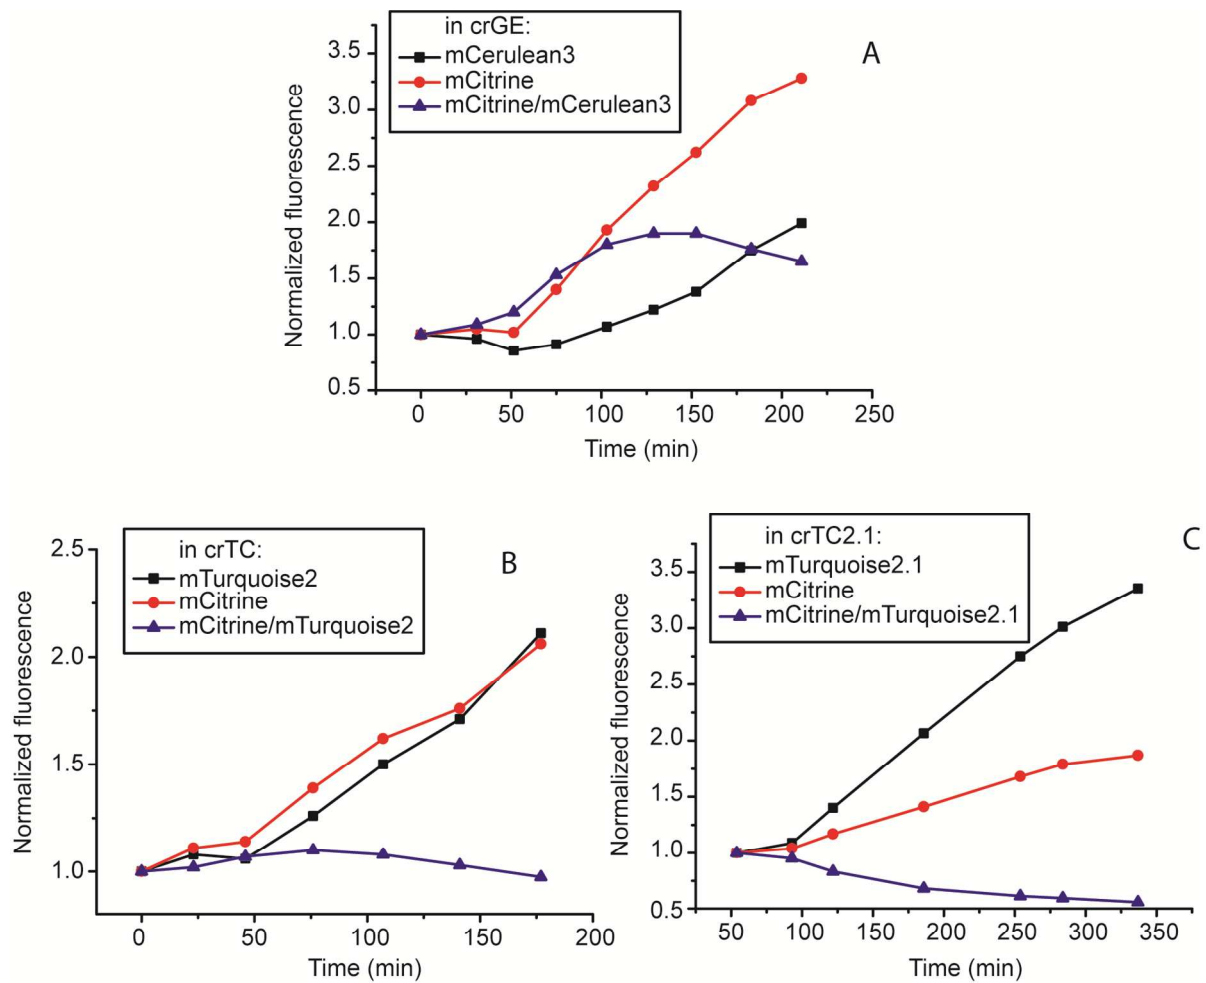 in crGE:
mCerulean3
mCitrine
mCitrine/mCerulean3
A
Normalized fluorescence
3.5
3.0
2.5
2.0
1.5
1.0
0.5
0
50
100
150
200
250
Time (min)
in crTC:
mTurquoise2
mCitrine
mCitrine/mTurquoise2
B
Normalized fluorescence
2.5
2.0
1.5
1.0
0
50
100
150
200
Time (min)
in crTC2.1:
mTurquoise2.1
mCitrine
mCitrine/mTurquoise2.1
C
Normalized fluorescence
3.5
3.0
2.5
2.0
1.5
1.0
0.5
50
100
150
200
250
300
350
Time (min)